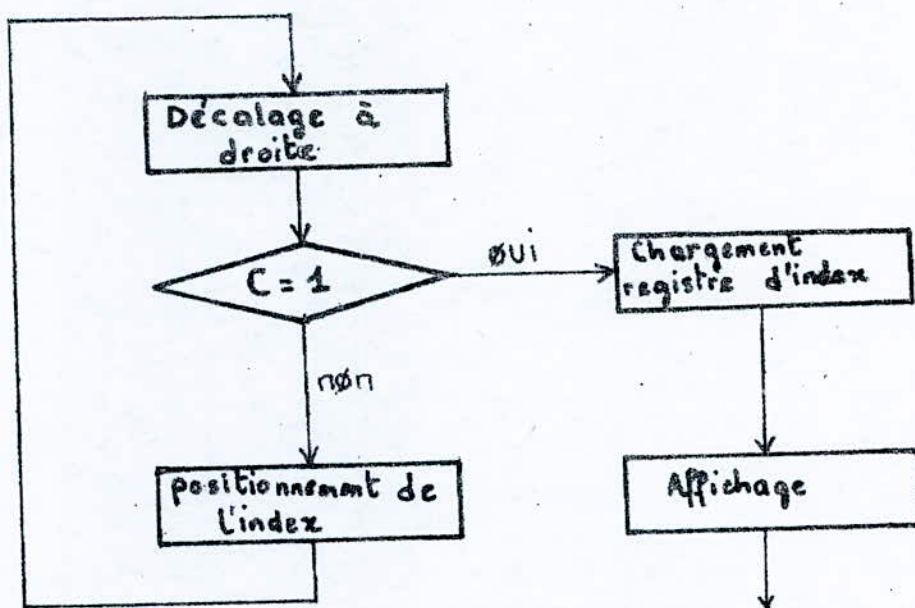 Décalage à
droite
C = 1
øui
Chargement
registre d'index
nøn
positionnement de
l'index
Affichage